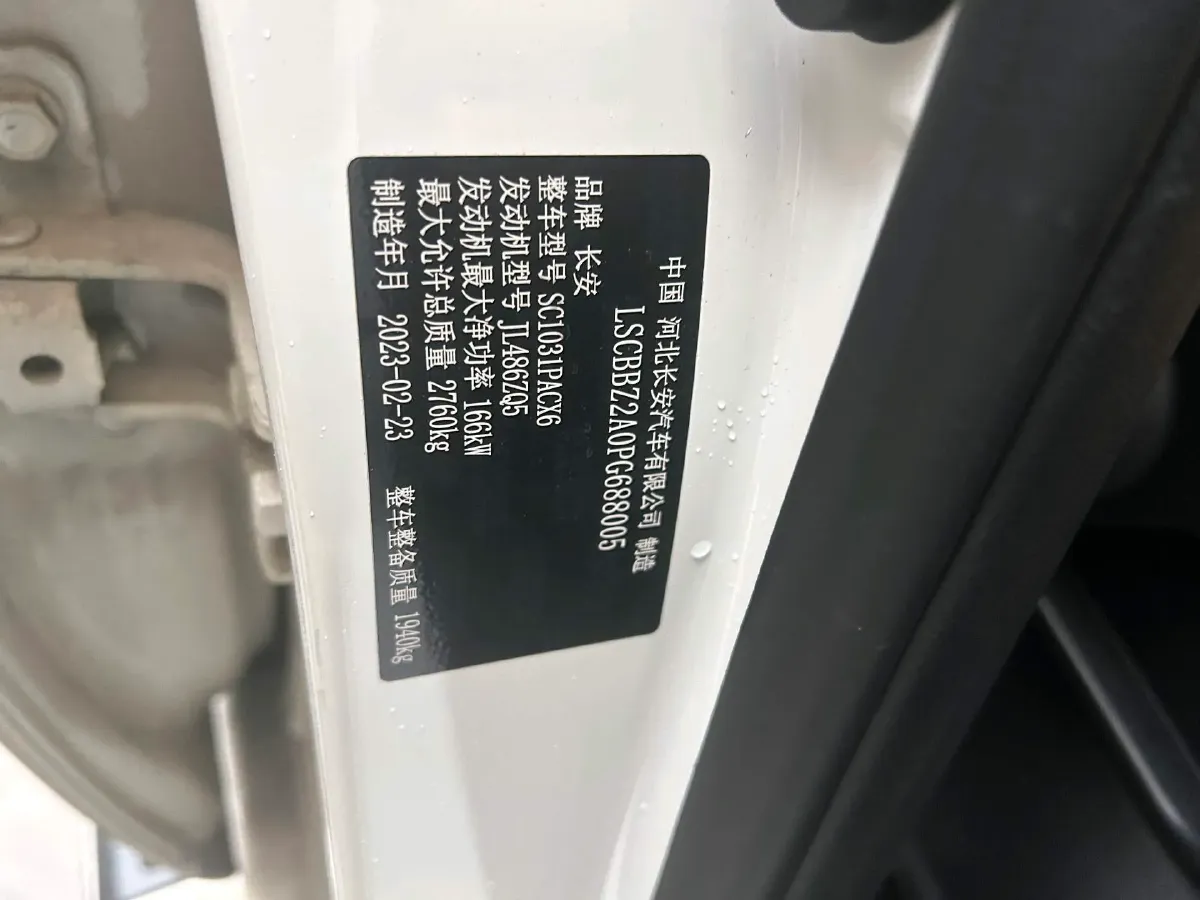 中国 河北长安汽车有限公司 制造
LSCBBZ2A0PG688005
品牌 长安
整车型号 SC1031PACX6
发动机型号 JL486ZQ5
发动机最大净功率 166kW
最大允许总质量 2760kg
制造年月 2023-02-23 整车整备质量 1940kg